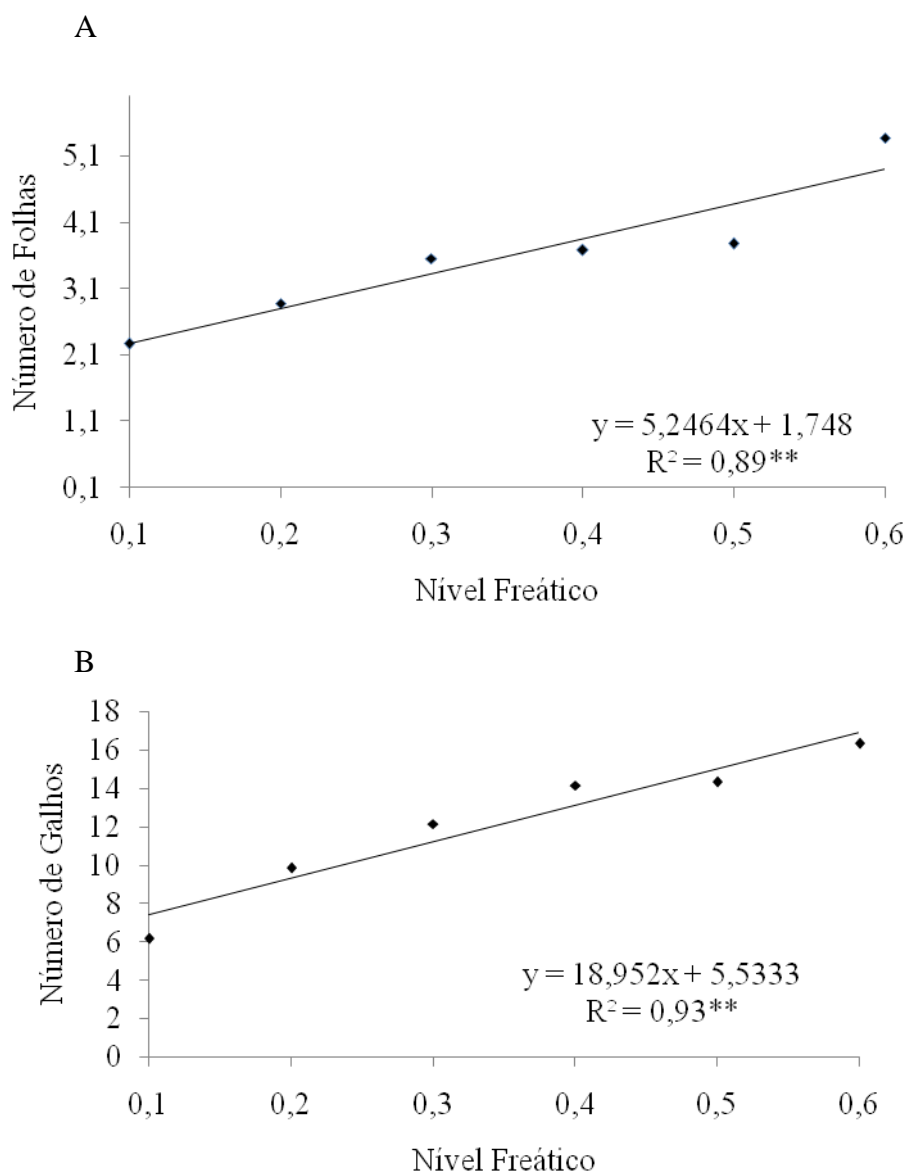 A
Número de Folhas
5,1
4,1
3,1
2,1
1,1
0,1
y = 5,2464x + 1,748
R² = 0,89**
0,1 0,2 0,3 0,4 0,5 0,6
Nível Freático
B
Número de Galhos
18
16
14
12
10
8
6
4
2
0
y = 18,952x + 5,5333
R² = 0,93**
0,1 0,2 0,3 0,4 0,5 0,6
Nível Freático